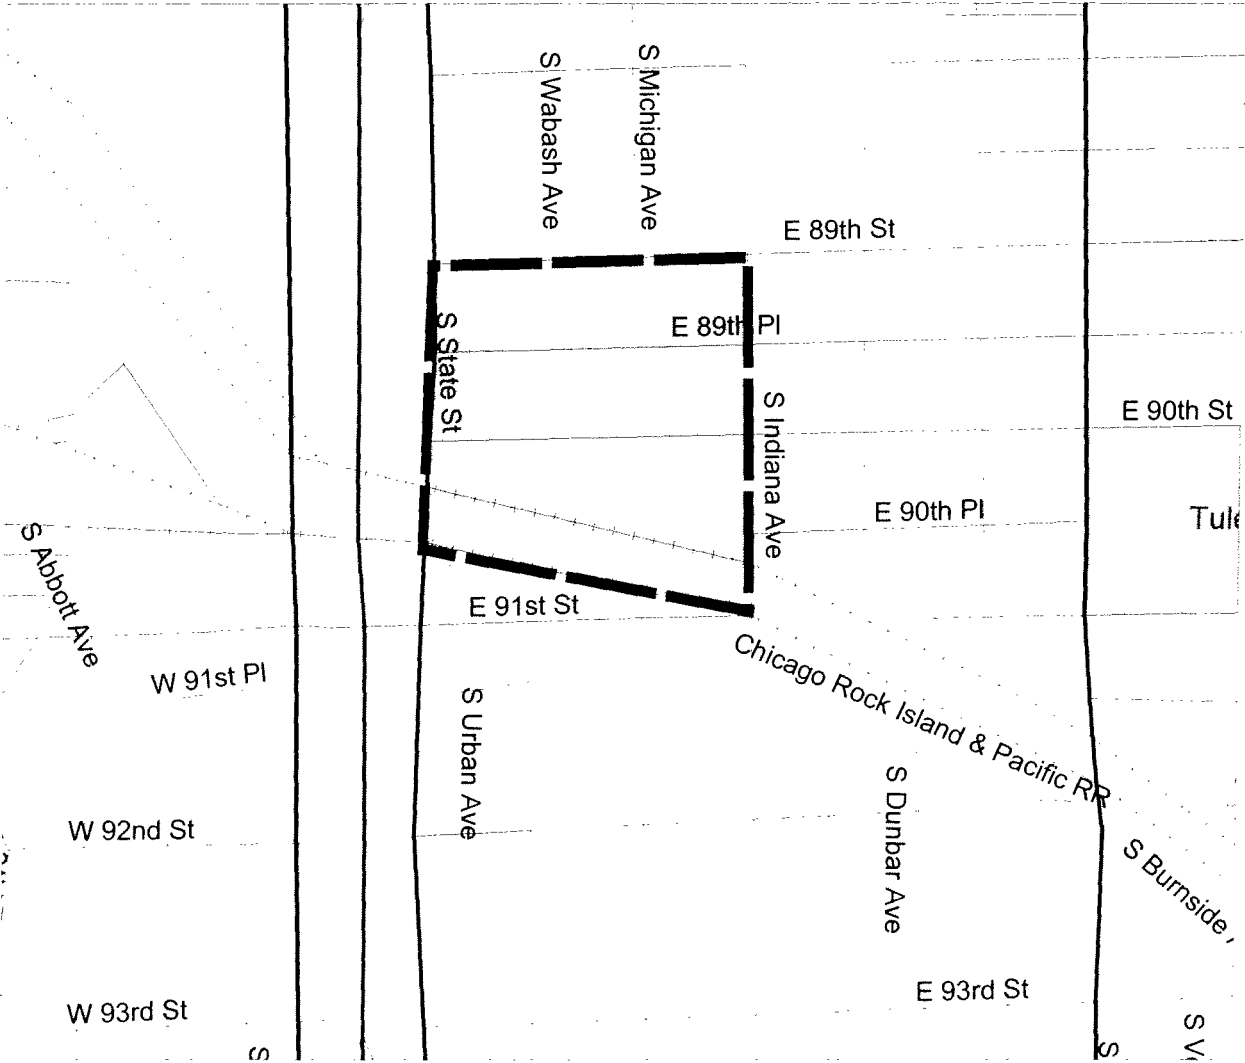 S Wabash Ave
S Michigan Ave
E 89th St
S State St
E 89th Pl
S Indiana Ave
E 90th St
E 90th Pl
Tule
S Abbott Ave
E 91st St
W 91st Pl
Chicago Rock Island & Pacific RR
S Urban Ave
S Dunbar Ave
W 92nd St
S Burnside
E 93rd St
W 93rd St
S
S
S Ve